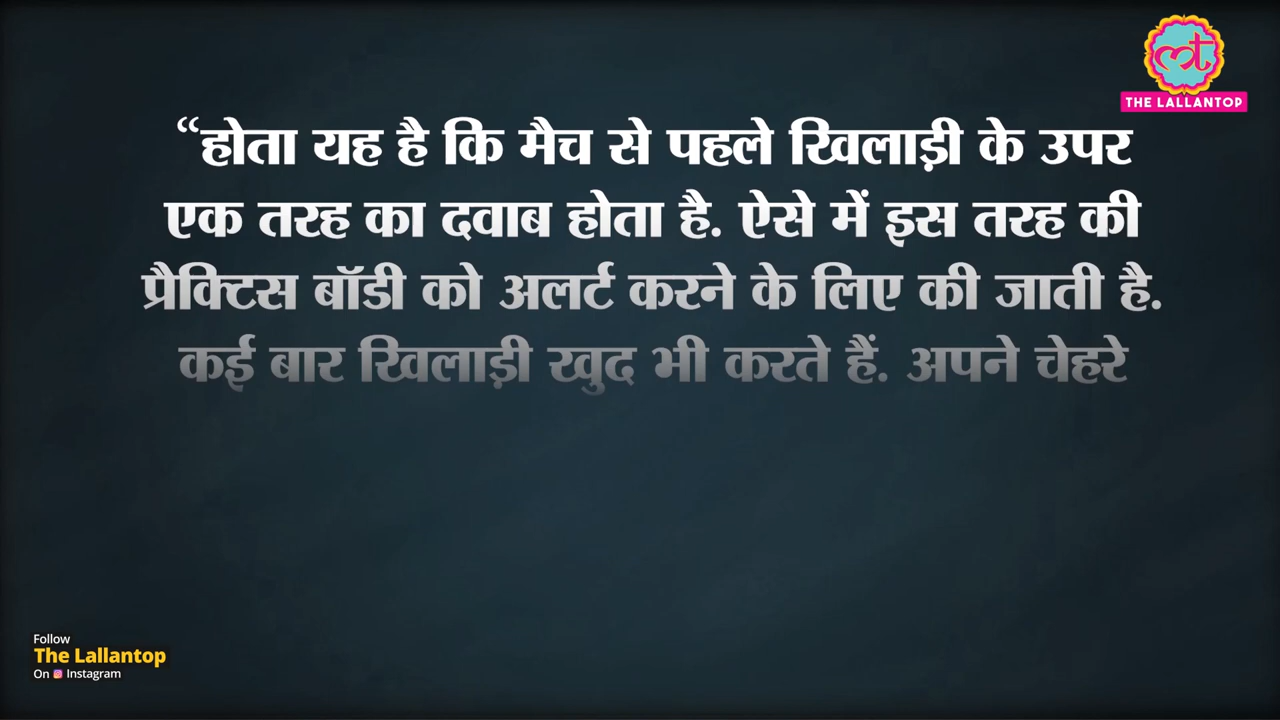 THE LALLANTOP
“होता यह है कि मैच से पहले खिलाड़ी के उपर
एक तरह का दवाब होता है. ऐसे में इस तरह की
प्रैक्टिस बॉडी को अलर्ट करने के लिए की जाती है.
कई बार खिलाड़ी खुद भी करते हैं. अपने चेहरे
Follow
The Lallantop
On Instagram